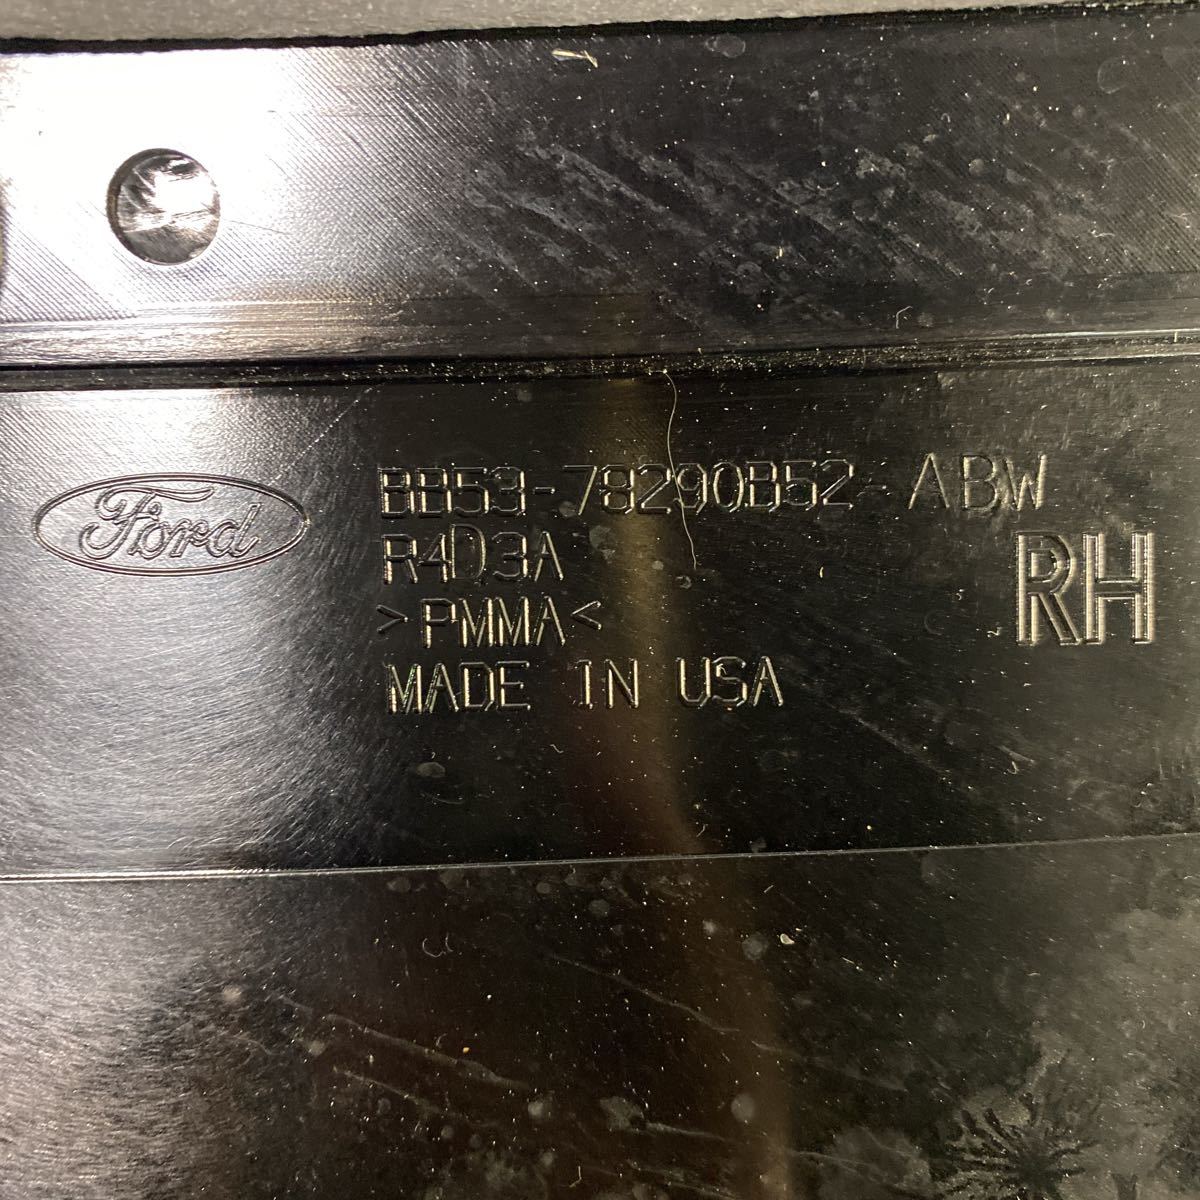 Ford
BB53-78290B52-ABW
R4D3A
>PMMA<
MADE IN USA
RH